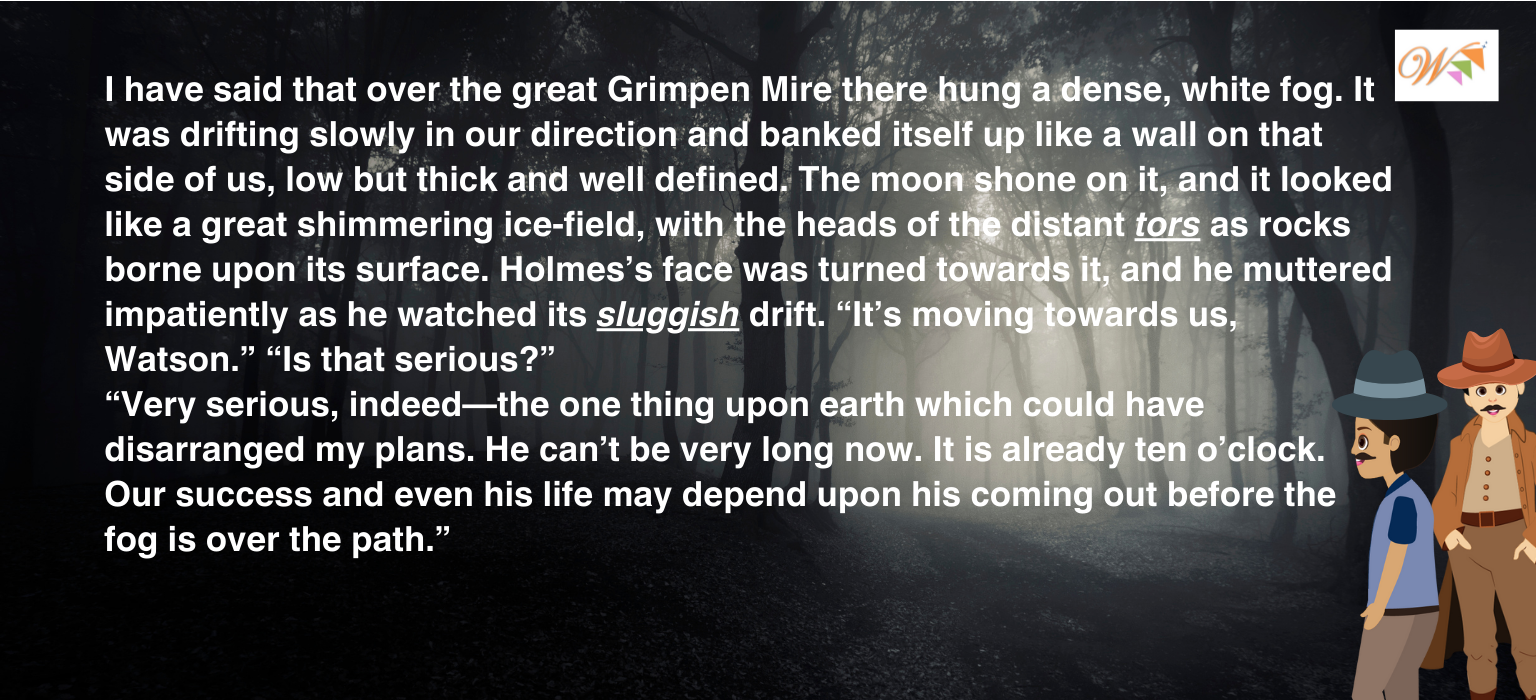 I have said that over the great Grimpen Mire there hung a dense, white fog. It
was drifting slowly in our direction and banked itself up like a wall on that
side of us, low but thick and well defined. The moon shone on it, and it looked
like a great shimmering ice-field, with the heads of the distant tors as rocks
borne upon its surface. Holmes’s face was turned towards it, and he muttered
impatiently as he watched its sluggish drift. “It’s moving towards us,
Watson.” “Is that serious?”
“Very serious, indeed—the one thing upon earth which could have
disarranged my plans. He can’t be very long now. It is already ten o’clock.
Our success and even his life may depend upon his coming out before the
fog is over the path.”
W